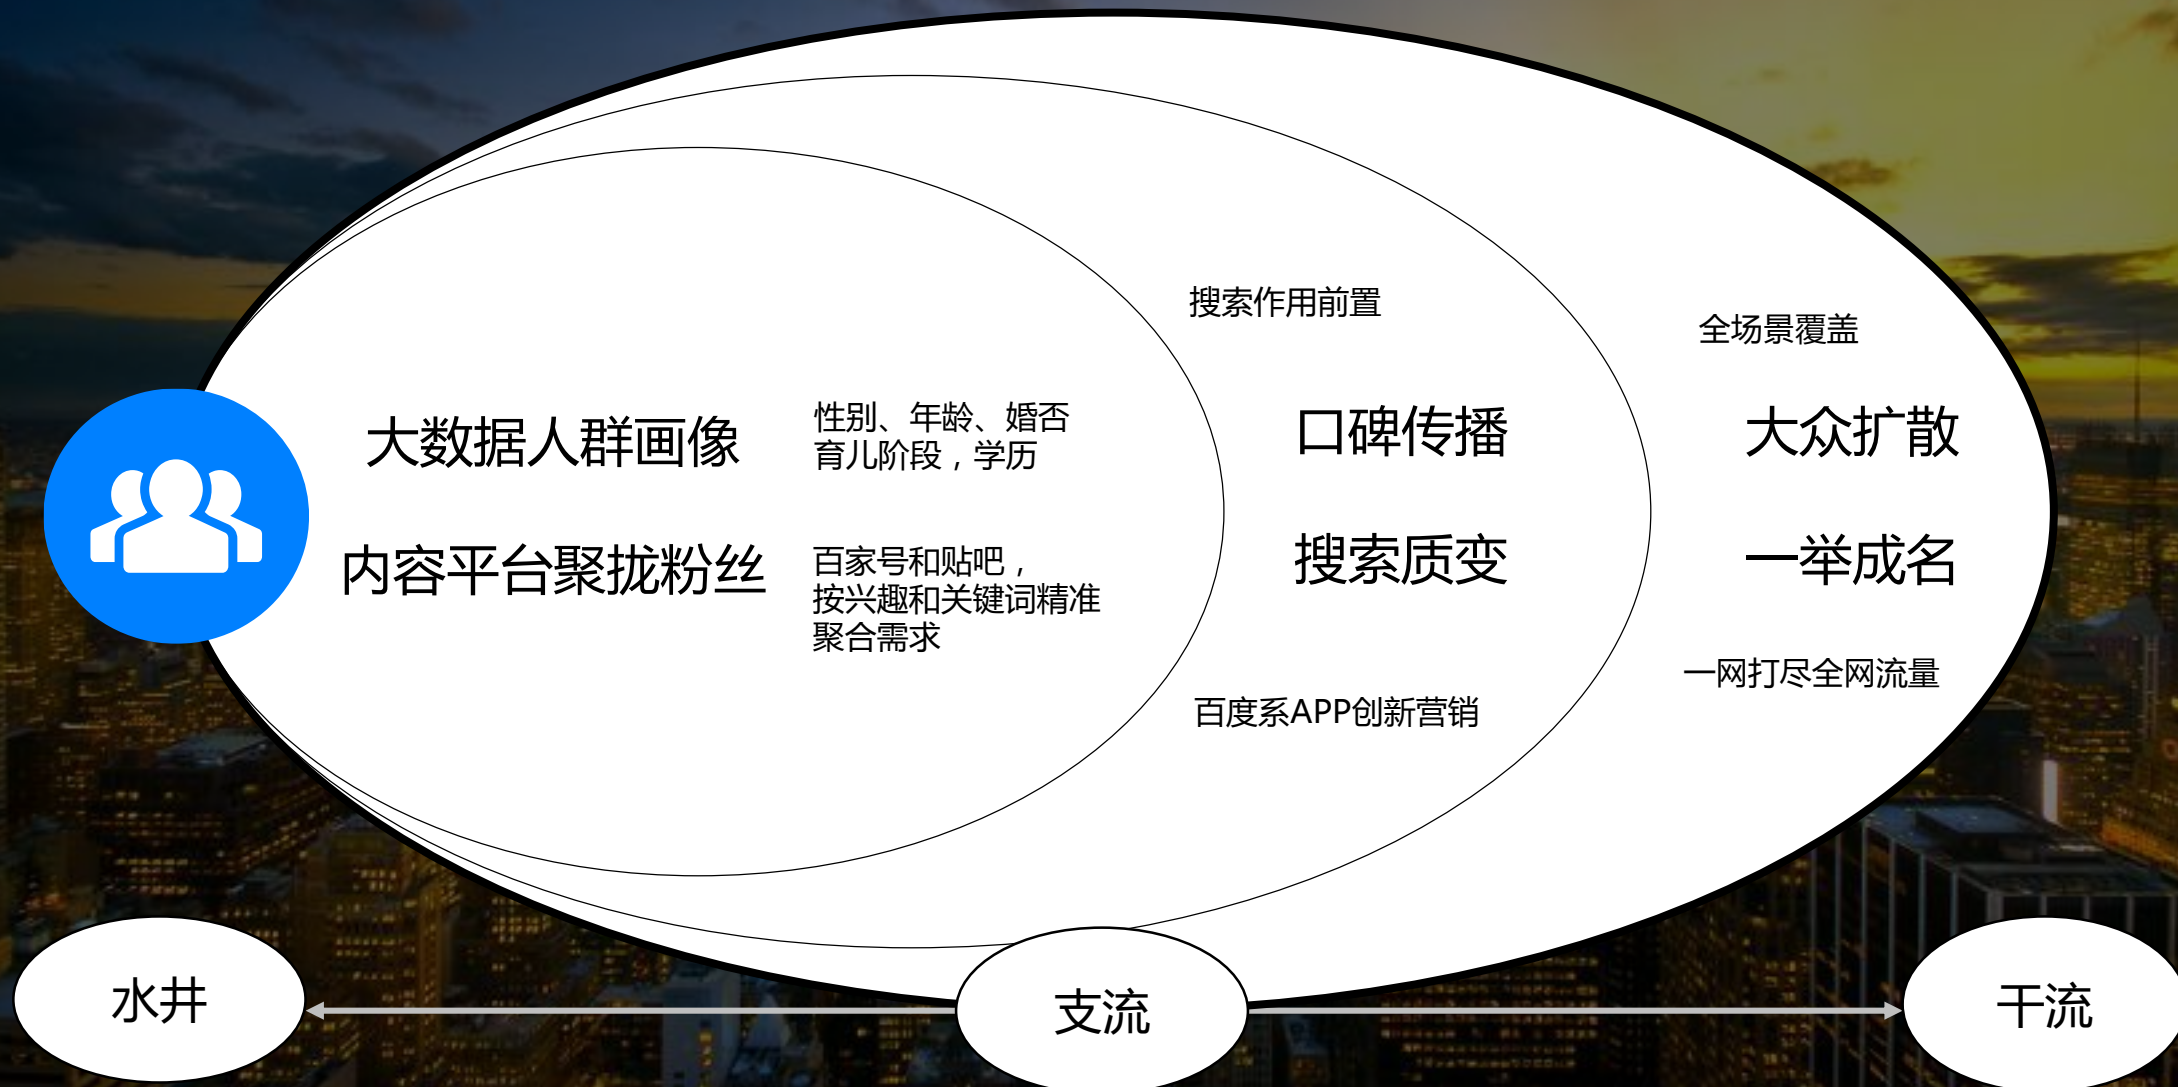 大数据人群画像
性别、年龄、婚否
育儿阶段，学历
内容平台聚拢粉丝
百家号和贴吧，
按兴趣和关键词精准
聚合需求
搜索作用前置
口碑传播
搜索质变
百度系APP创新营销
全场景覆盖
大众扩散
一举成名
一网打尽全网流量
水井
支流
干流